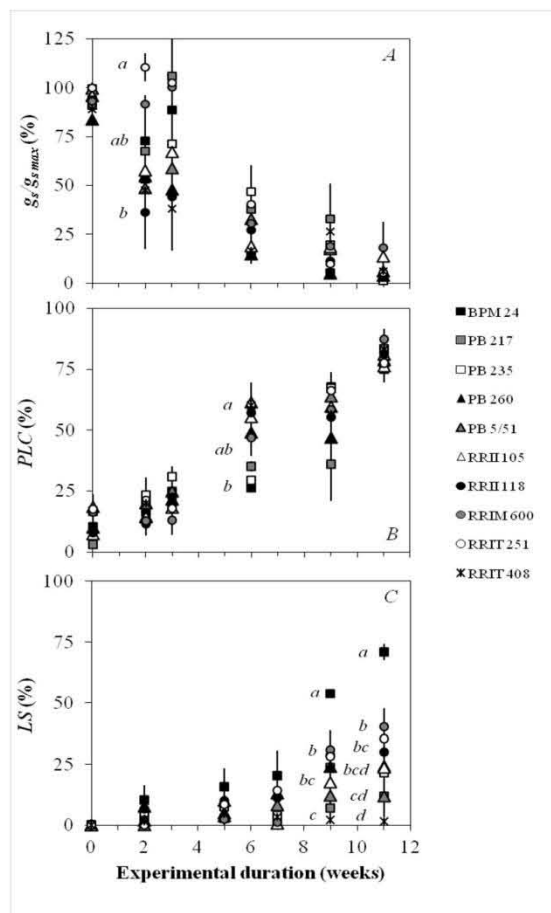 125
100
75
50
25
0
gs/gs max (%)
A
a
ab
b
100
75
50
25
0
PLC (%)
B
a
ab
b
100
75
50
25
0
LS (%)
C
a
b
bc
c
a
b
bc
bcd
cd
d
0 2 4 6 8 10 12
Experimental duration (weeks)
BPM 24
PB 217
PB 235
PB 260
PB 5/51
RRII 105
RRII 118
RRIM 600
RRIT 251
RRIT 408